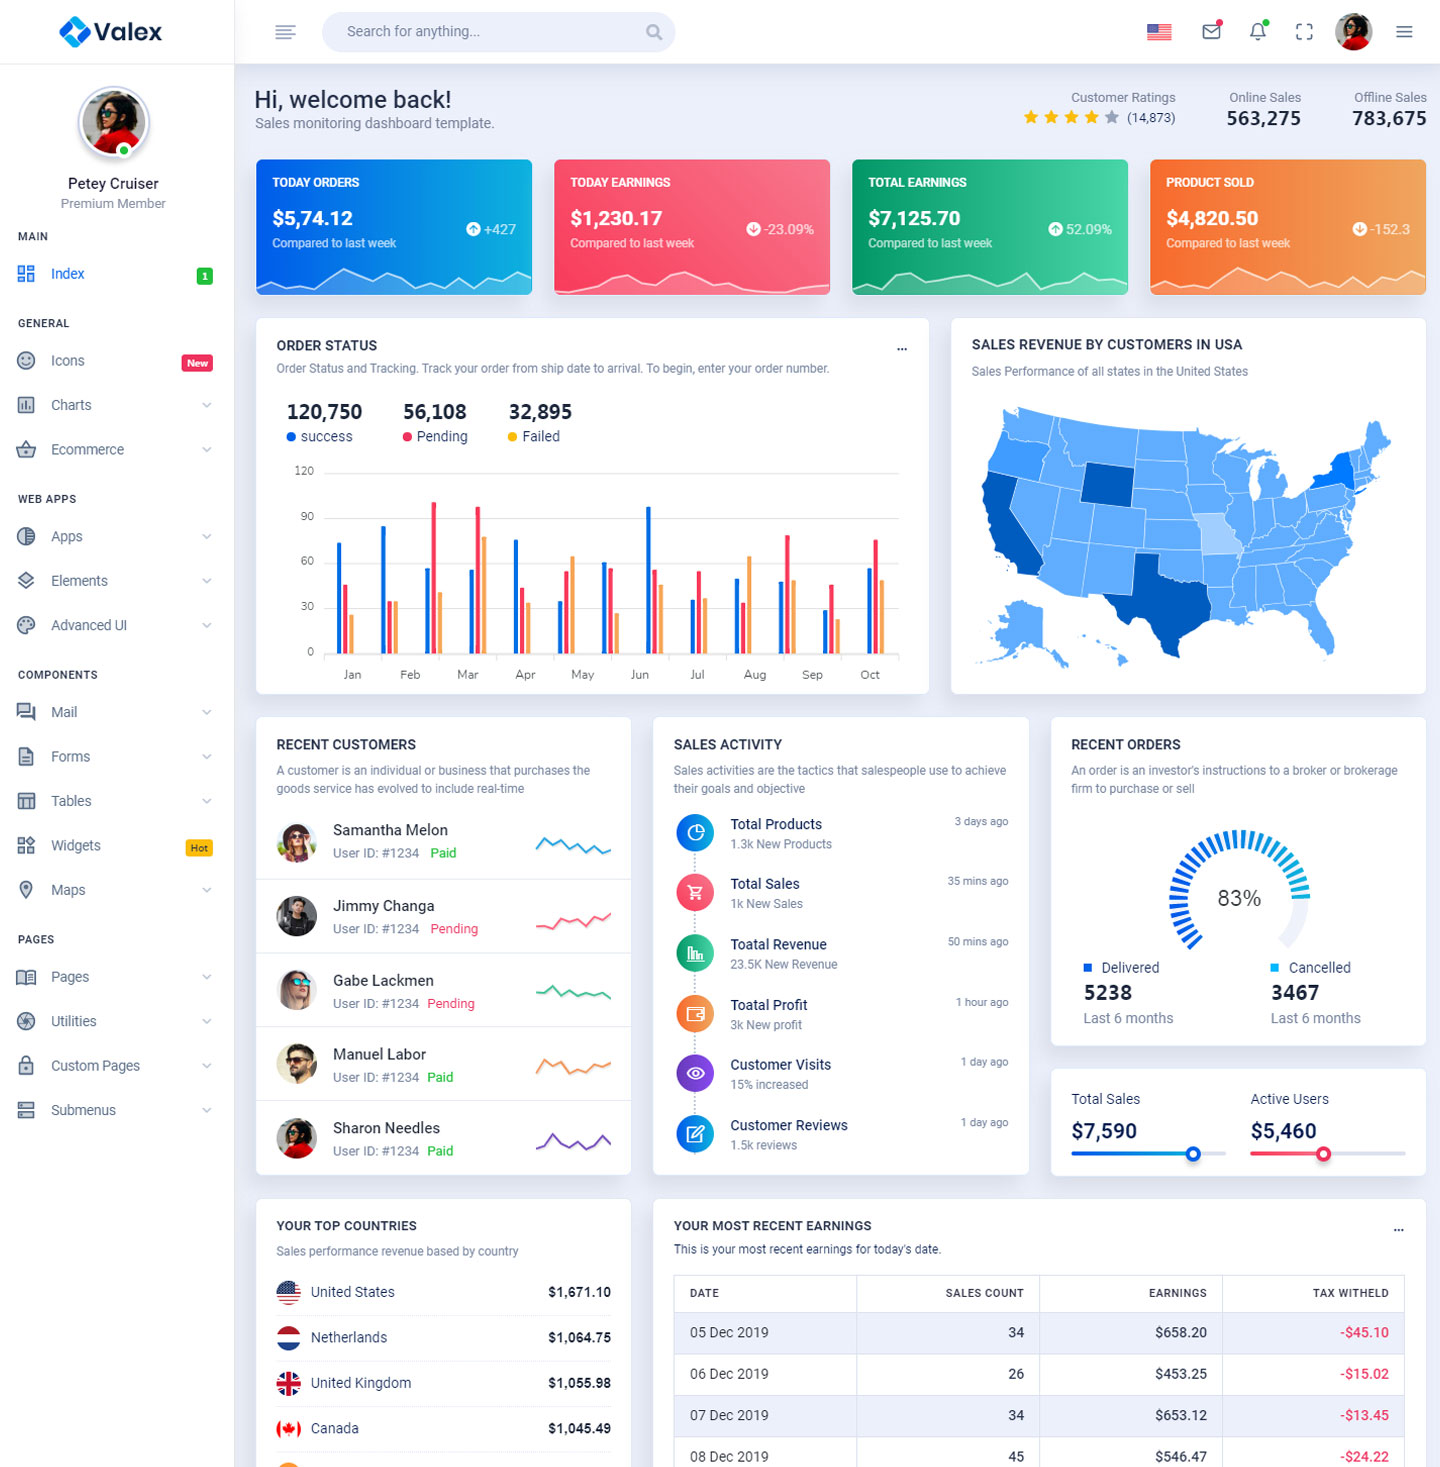 Valex
Search for anything...
Petey Cruiser
Premium Member
MAIN
Index
1
GENERAL
Icons
New
Charts
Ecommerce
WEB APPS
Apps
Elements
Advanced UI
COMPONENTS
Mail
Forms
Tables
Widgets
Hot
Maps
PAGES
Pages
Utilities
Custom Pages
Submenus
Hi, welcome back!
Sales monitoring dashboard template.
Customer Ratings
(14,873)
Online Sales
563,275
Offline Sales
783,675
TODAY ORDERS
$5,74.12
Compared to last week
+427
TODAY EARNINGS
$1,230.17
Compared to last week
-23.09%
TOTAL EARNINGS
$7,125.70
Compared to last week
52.09%
PRODUCT SOLD
$4,820.50
Compared to last week
-152.3
ORDER STATUS
...
Order Status and Tracking. Track your order from ship date to arrival. To begin, enter your order number.
120,750
success
56,108
Pending
32,895
Failed
120
90
60
30
0
Jan Feb Mar Apr May Jun Jul Aug Sep Oct
SALES REVENUE BY CUSTOMERS IN USA
Sales Performance of all states in the United States
RECENT CUSTOMERS
A customer is an individual or business that purchases the
goods service has evolved to include real-time
Samantha Melon
User ID: #1234 Paid
Jimmy Changa
User ID: #1234 Pending
Gabe Lackmen
User ID: #1234 Pending
Manuel Labor
User ID: #1234 Paid
Sharon Needles
User ID: #1234 Paid
SALES ACTIVITY
Sales activities are the tactics that salespeople use to achieve
their goals and objective
Total Products
3 days ago
1.3k New Products
Total Sales
35 mins ago
1k New Sales
Toatal Revenue
50 mins ago
23.5K New Revenue
Toatal Profit
1 hour ago
3k New profit
Customer Visits
1 day ago
15% increased
Customer Reviews
1 day ago
1.5k reviews
RECENT ORDERS
An order is an investor's instructions to a broker or brokerage
firm to purchase or sell
83%
Delivered
5238
Last 6 months
Cancelled
3467
Last 6 months
Total Sales
$7,590
Active Users
$5,460
YOUR TOP COUNTRIES
Sales performance revenue based by country
United States $1,671.10
Netherlands $1,064.75
United Kingdom $1,055.98
Canada $1,045.49
YOUR MOST RECENT EARNINGS
...
This is your most recent earnings for today's date.
DATE SALES COUNT EARNINGS TAX WITHELD
05 Dec 2019 34 $658.20 -$45.10
06 Dec 2019 26 $453.25 -$15.02
07 Dec 2019 34 $653.12 -$13.45
08 Dec 2019 45 $546.47 -$24.22